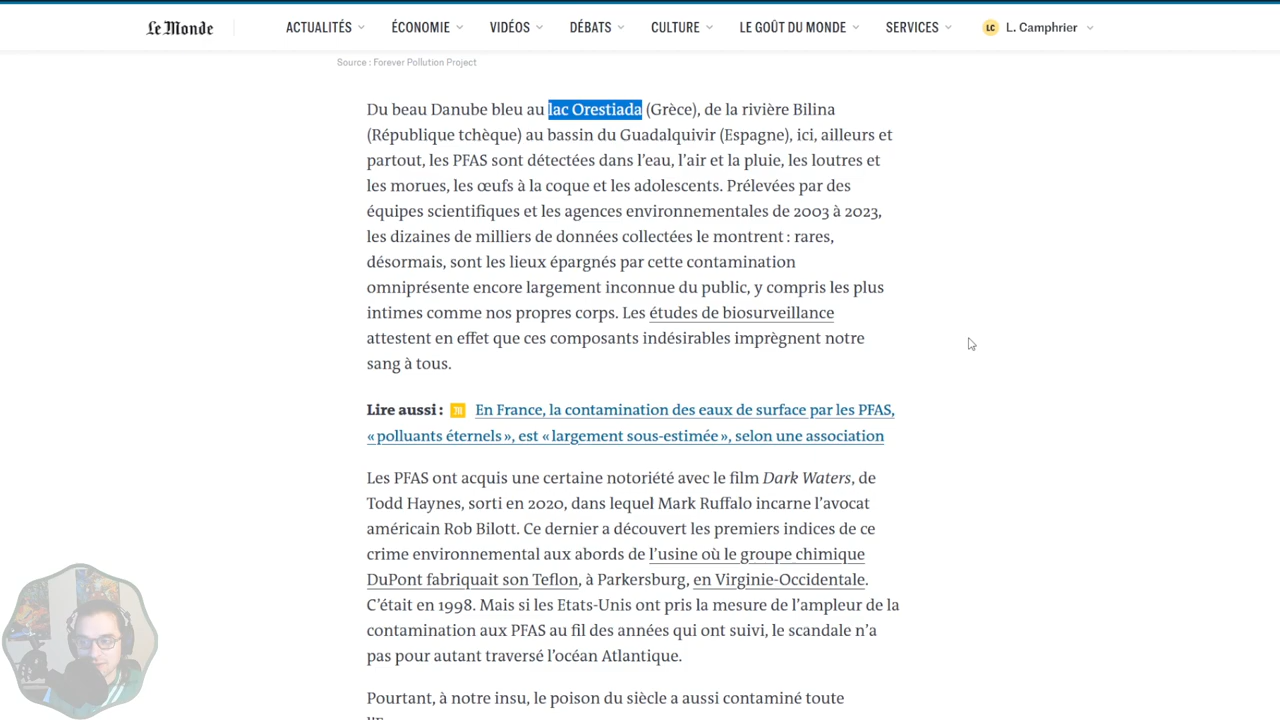 Le Monde
ACTUALITÉS
ÉCONOMIE
VIDÉOS
DÉBATS
CULTURE
LE GOÛT DU MONDE
SERVICES
LC
L. Camphrier
Source : Forever Pollution Project
Du beau Danube bleu au lac Orestiada (Grèce), de la rivière Bilina
(République tchèque) au bassin du Guadalquivir (Espagne), ici, ailleurs et
partout, les PFAS sont détectées dans l’eau, l’air et la pluie, les loutres et
les morues, les œufs à la coque et les adolescents. Prélevées par des
équipes scientifiques et les agences environnementales de 2003 à 2023,
les dizaines de milliers de données collectées le montrent : rares,
désormais, sont les lieux épargnés par cette contamination
omniprésente encore largement inconnue du public, y compris les plus
intimes comme nos propres corps. Les études de biosurveillance
attestent en effet que ces composants indésirables imprègnent notre
sang à tous.
Lire aussi : En France, la contamination des eaux de surface par les PFAS,
« polluants éternels », est « largement sous-estimée », selon une association
Les PFAS ont acquis une certaine notoriété avec le film Dark Waters, de
Todd Haynes, sorti en 2020, dans lequel Mark Ruffalo incarne l’avocat
américain Rob Bilott. Ce dernier a découvert les premiers indices de ce
crime environnemental aux abords de l’usine où le groupe chimique
DuPont fabriquait son Teflon, à Parkersburg, en Virginie-Occidentale.
C’était en 1998. Mais si les Etats-Unis ont pris la mesure de l’ampleur de la
contamination aux PFAS au fil des années qui ont suivi, le scandale n’a
pas pour autant traversé l’océan Atlantique.
Pourtant, à notre insu, le poison du siècle a aussi contaminé toute